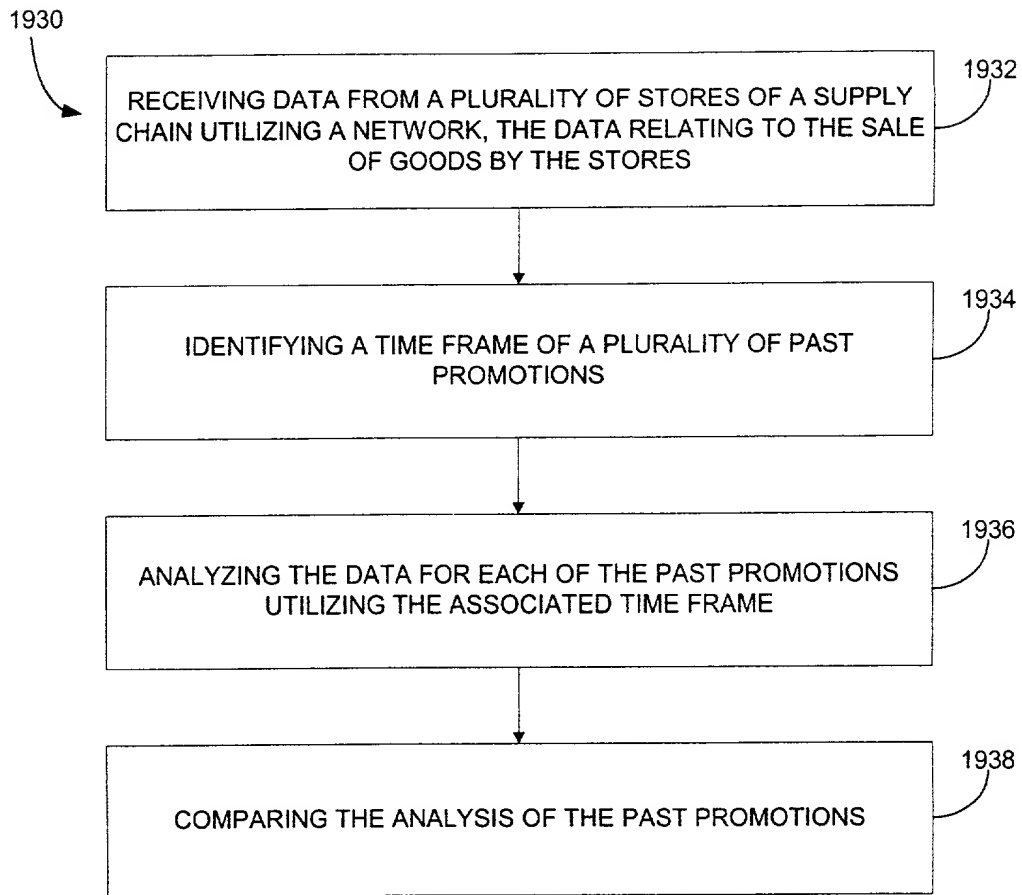 1930
1932
RECEIVING DATA FROM A PLURALITY OF STORES OF A SUPPLY
CHAIN UTILIZING A NETWORK, THE DATA RELATING TO THE SALE
OF GOODS BY THE STORES
1934
IDENTIFYING A TIME FRAME OF A PLURALITY OF PAST
PROMOTIONS
1936
ANALYZING THE DATA FOR EACH OF THE PAST PROMOTIONS
UTILIZING THE ASSOCIATED TIME FRAME
1938
COMPARING THE ANALYSIS OF THE PAST PROMOTIONS